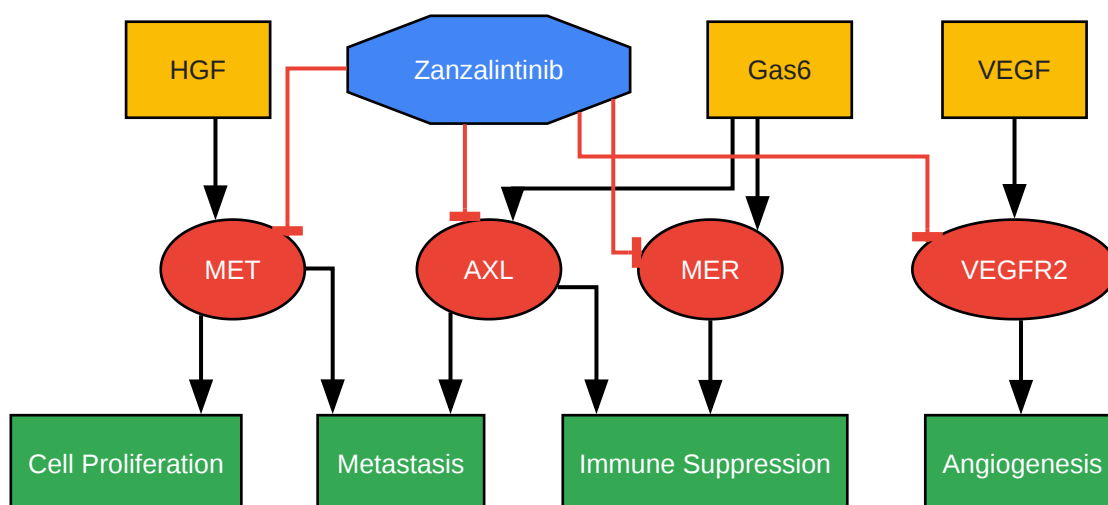 HGF
Zanzalintinib
Gas6
VEGF
MET
AXL
MER
VEGFR2
Cell Proliferation
Metastasis
Immune Suppression
Angiogenesis